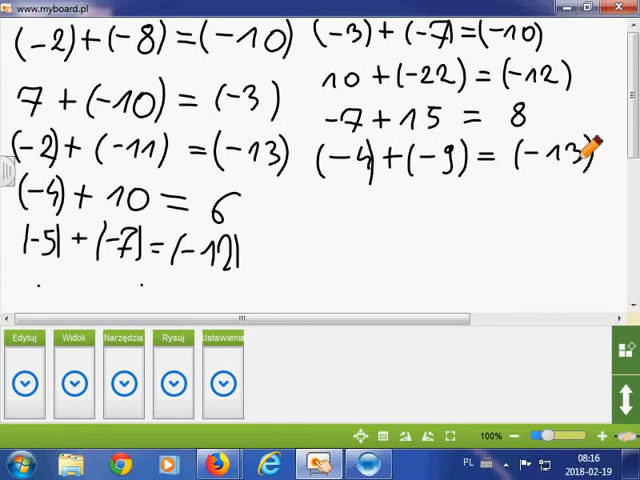 www.myboard.pl
(-2)+(-8)=(-10)
7+(-10)=(-3)
(-2)+(-11)=(-13)
(-4)+10=6
|-5|+(-7|=(-12|
(-3)+(-7)=(-10)
10+(-22)=(-12)
-7+15=8
(-4)+(-9)=(-13)
Edytuj
Widok
Narzędzia
Rysuj
Ustawienia
100%
PL
08:16
2018-02-19